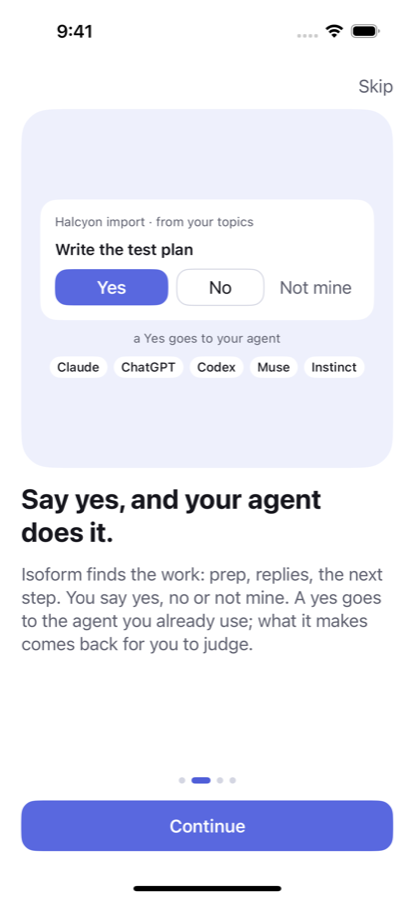 9:41
Skip
Halcyon import · from your topics
Write the test plan
Yes
No
Not mine
a Yes goes to your agent
Claude
ChatGPT
Codex
Muse
Instinct
Say yes, and your agent
does it.
Isoform finds the work: prep, replies, the next
step. You say yes, no or not mine. A yes goes
to the agent you already use; what it makes
comes back for you to judge.
Continue